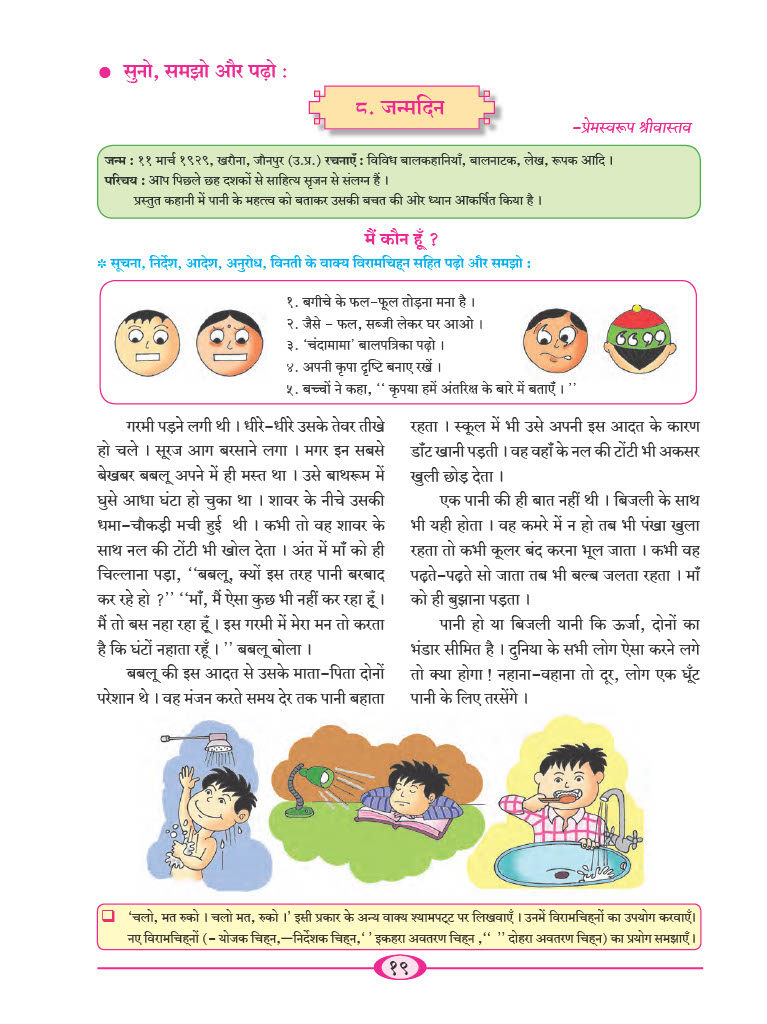 ● सुनो, समझो और पढ़ो :
८. जन्मदिन
-प्रेमस्वरूप श्रीवास्तव
जन्म : ११ मार्च १९२९, खरौना, जौनपुर (उ.प्र.) रचनाएँ : विविध बालकहानियाँ, बालनाटक, लेख, रूपक आदि ।
परिचय : आप पिछले छह दशकों से साहित्य सृजन से संलग्न हैं ।
प्रस्तुत कहानी में पानी के महत्त्व को बताकर उसकी बचत की ओर ध्यान आकर्षित किया है ।
मैं कौन हूँ ?
* सूचना, निर्देश, आदेश, अनुरोध, विनती के वाक्य विरामचिह्न सहित पढ़ो और समझो :
१. बगीचे के फल-फूल तोड़ना मना है ।
२. जैसे - फल, सब्जी लेकर घर आओ ।
३. ‘चंदामामा’ बालपत्रिका पढ़ो ।
४. अपनी कृपा दृष्टि बनाए रखें ।
५. बच्चों ने कहा, ‘‘ कृपया हमें अंतरिक्ष के बारे में बताएँ । ’’
गरमी पड़ने लगी थी । धीरे-धीरे उसके तेवर तीखे
हो चले । सूरज आग बरसाने लगा । मगर इन सबसे
बेखबर बबलू अपने में ही मस्त था । उसे बाथरूम में
घुसे आधा घंटा हो चुका था । शावर के नीचे उसकी
धमा-चौकड़ी मची हुई थी । कभी तो वह शावर के
साथ नल की टोंटी भी खोल देता । अंत में माँ को ही
चिल्लाना पड़ा, ‘‘बबलू, क्यों इस तरह पानी बरबाद
कर रहे हो ?’’ ‘‘माँ, मैं ऐसा कुछ भी नहीं कर रहा हूँ ।
मैं तो बस नहा रहा हूँ । इस गरमी में मेरा मन तो करता
है कि घंटों नहाता रहूँ । ’’ बबलू बोला ।
बबलू की इस आदत से उसके माता-पिता दोनों
परेशान थे । वह मंजन करते समय देर तक पानी बहाता
रहता । स्कूल में भी उसे अपनी इस आदत के कारण
डाँट खानी पड़ती । वह वहाँ के नल की टोंटी भी अकसर
खुली छोड़ देता ।
एक पानी की ही बात नहीं थी । बिजली के साथ
भी यही होता । वह कमरे में न हो तब भी पंखा खुला
रहता तो कभी कूलर बंद करना भूल जाता । कभी वह
पढ़ते-पढ़ते सो जाता तब भी बल्ब जलता रहता । माँ
को ही बुझाना पड़ता ।
पानी हो या बिजली यानी कि ऊर्जा, दोनों का
भंडार सीमित है । दुनिया के सभी लोग ऐसा करने लगे
तो क्या होगा ! नहाना-वहाना तो दूर, लोग एक घूँट
पानी के लिए तरसेंगे ।
❑ ‘चलो, मत रुको । चलो मत, रुको ।’ इसी प्रकार के अन्य वाक्य श्यामपट्ट पर लिखवाएँ । उनमें विरामचिह्नों का उपयोग करवाएँ।
नए विरामचिह्नों (- योजक चिह्न,—निर्देशक चिह्न,‘ ’ इकहरा अवतरण चिह्न ,‘‘ ’’ दोहरा अवतरण चिह्न) का प्रयोग समझाएँ ।
१९